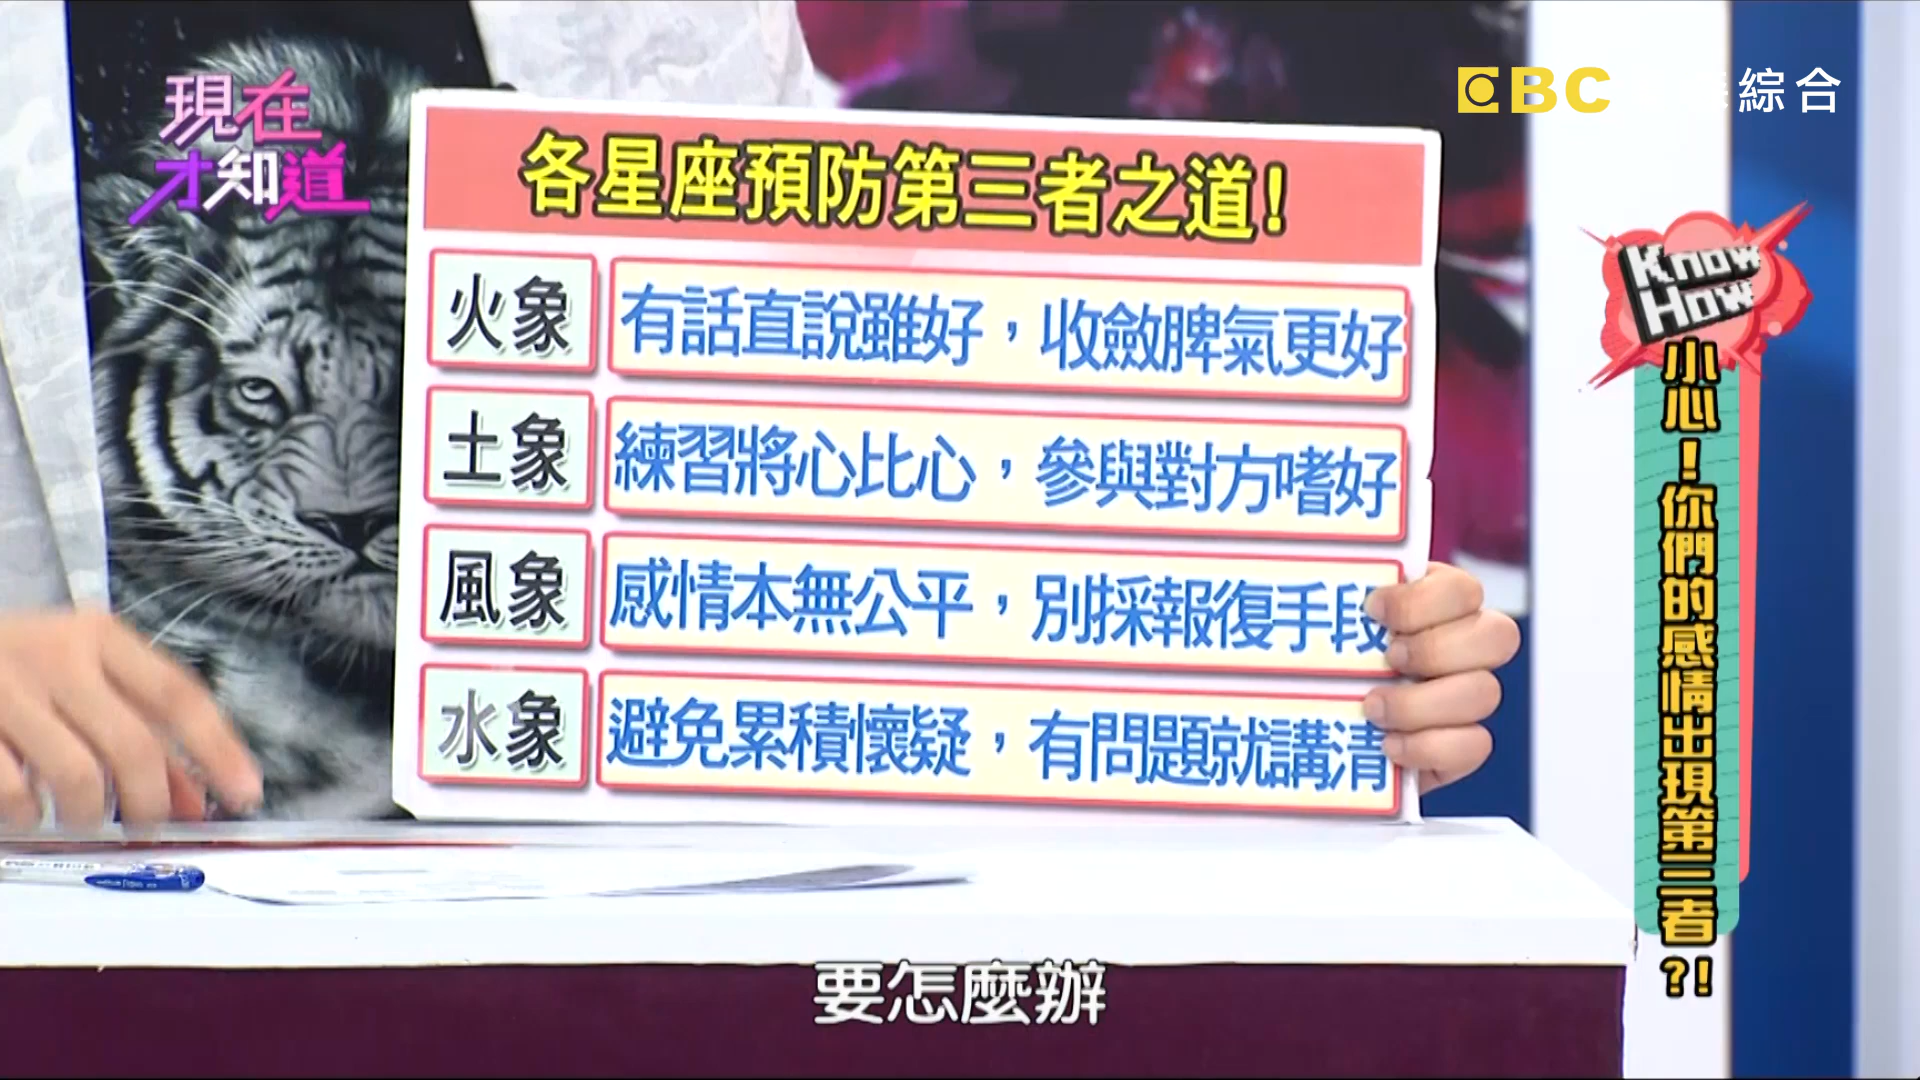 現在
才知道
EBC
綜合
各星座預防第三者之道!
火象
有話直說雖好，收斂脾氣更好
土象
練習將心比心，參與對方嗜好
風象
感情本無公平，別採報復手段
水象
避免累積懷疑，有問題就講清
Know
How
小心!你們的感情出現第三者?!
要怎麼辦